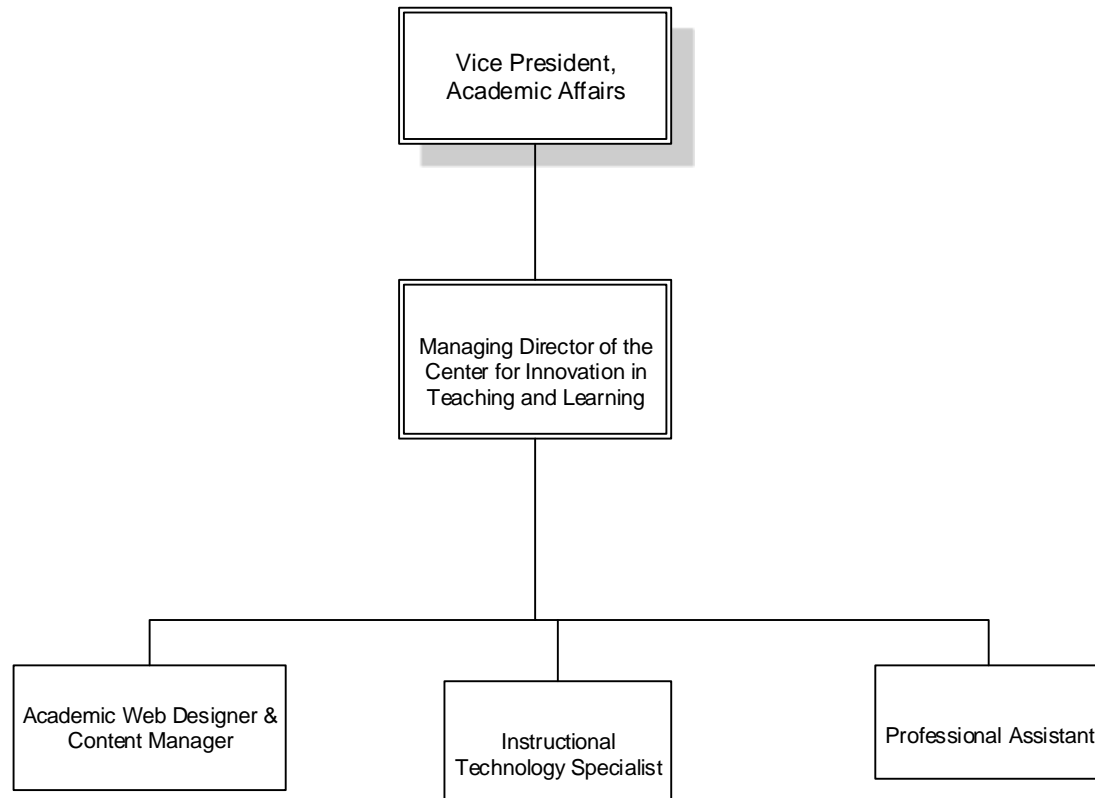 Vice President,
Academic Affairs
Managing Director of the
Center for Innovation in
Teaching and Learning
Academic Web Designer &
Content Manager
Instructional
Technology Specialist
Professional Assistant